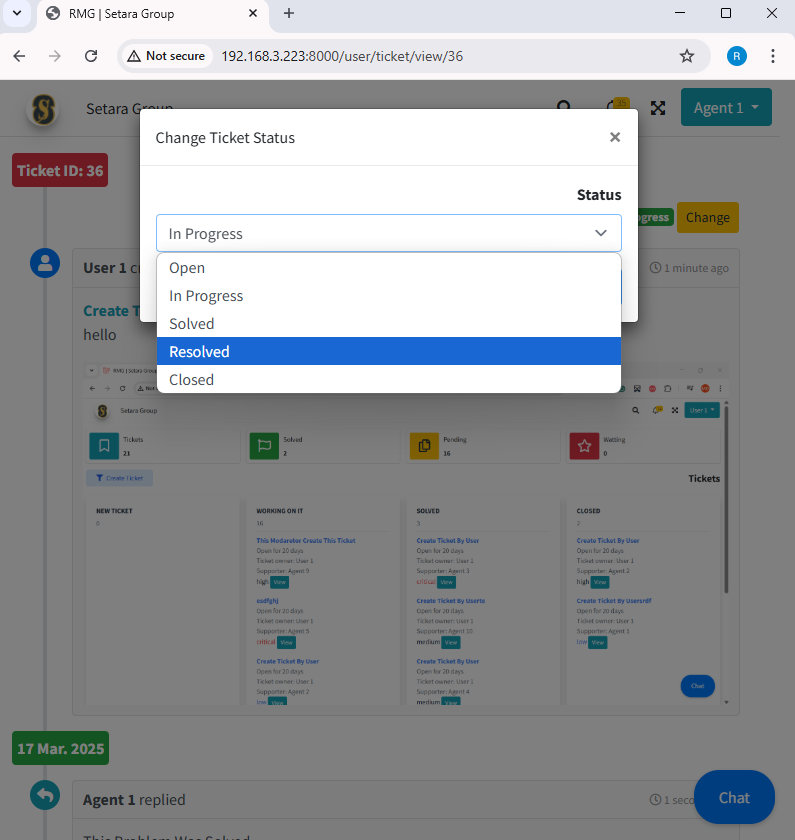 RMG | Setara Group
Not secure
192.168.3.223:8000/user/ticket/view/36
R
Setara Group
35
Agent 1
Change Ticket Status
×
Ticket ID: 36
Status
ogress
Change
In Progress
Open
In Progress
Solved
Resolved
Closed
User 1 c
1 minute ago
Create T
hello
RMG | Setara G
Setara Group
User 1
Tickets
21
Solved
2
Pending
16
Waiting
0
Create Ticket
Tickets
NEW TICKET
0
WORKING ON IT
16
This Modaretor Create This Ticket
Open for 20 days
Ticket owner: User 1
Supporter: Agent 9
high View
asdfghj
Open for 20 days
Ticket owner: User 1
Supporter: Agent 5
critical View
Create Ticket By User
Open for 20 days
Ticket owner: User 1
Supporter: Agent 2
low View
SOLVED
3
Create Ticket By User
Open for 20 days
Ticket owner: User 1
Supporter: Agent 3
critical View
Create Ticket By Userto
Open for 20 days
Ticket owner: User 1
Supporter: Agent 10
medium View
Create Ticket By User
Open for 20 days
Ticket owner: User 1
Supporter: Agent 4
medium View
CLOSED
2
Create Ticket By User
Open for 20 days
Ticket owner: User 1
Supporter: Agent 2
high View
Create Ticket By Usersrdf
Open for 20 days
Ticket owner: User 1
Supporter: Agent 1
low View
Chat
17 Mar. 2025
Agent 1 replied
1 seco
Chat
This Problem Was Solved